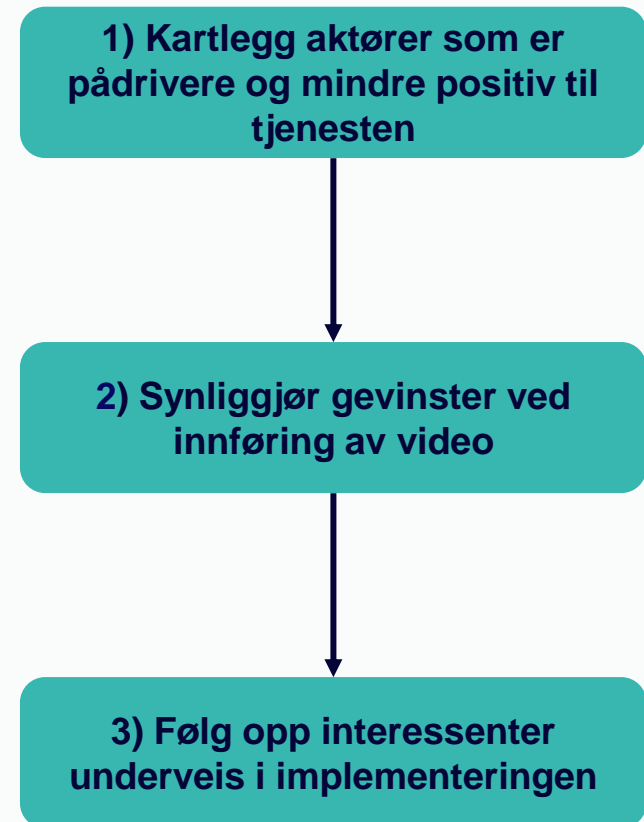 1) Kartlegg aktører som er
pådrivere og mindre positiv til
tjenesten
2) Synliggjør gevinster ved
innføring av video
3) Følg opp interessenter
underveis i implementeringen